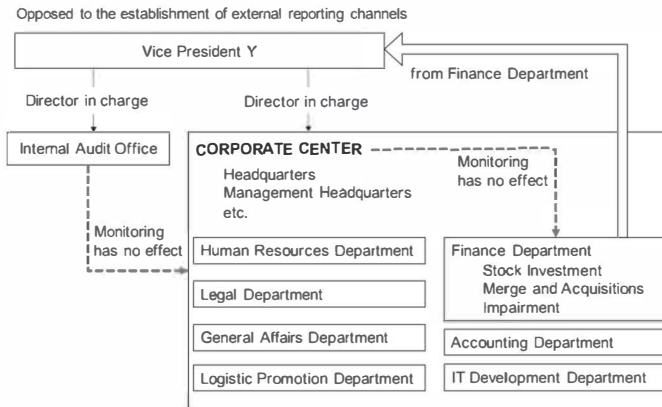 Opposed to the establishment of external reporting channels
Vice President Y
from Finance Department
Director in charge
Director in charge
Internal Audit Office
CORPORATE CENTER
Headquarters
Management Headquarters
etc.
Monitoring
has no effect
Monitoring
has no effect
Human Resources Department
Legal Department
General Affairs Department
Logistic Promotion Department
Finance Department
Stock Investment
Merge and Acquisitions
Impairment
Accounting Department
IT Development Department